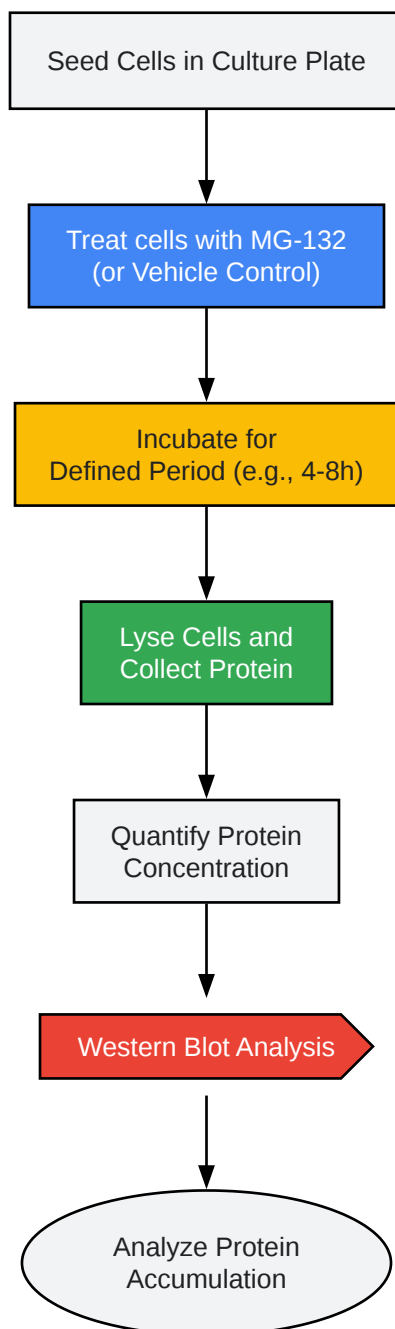 Seed Cells in Culture Plate
Treat cells with MG-132
(or Vehicle Control)
Incubate for
Defined Period (e.g., 4-8h)
Lyse Cells and
Collect Protein
Quantify Protein
Concentration
Western Blot Analysis
Analyze Protein
Accumulation